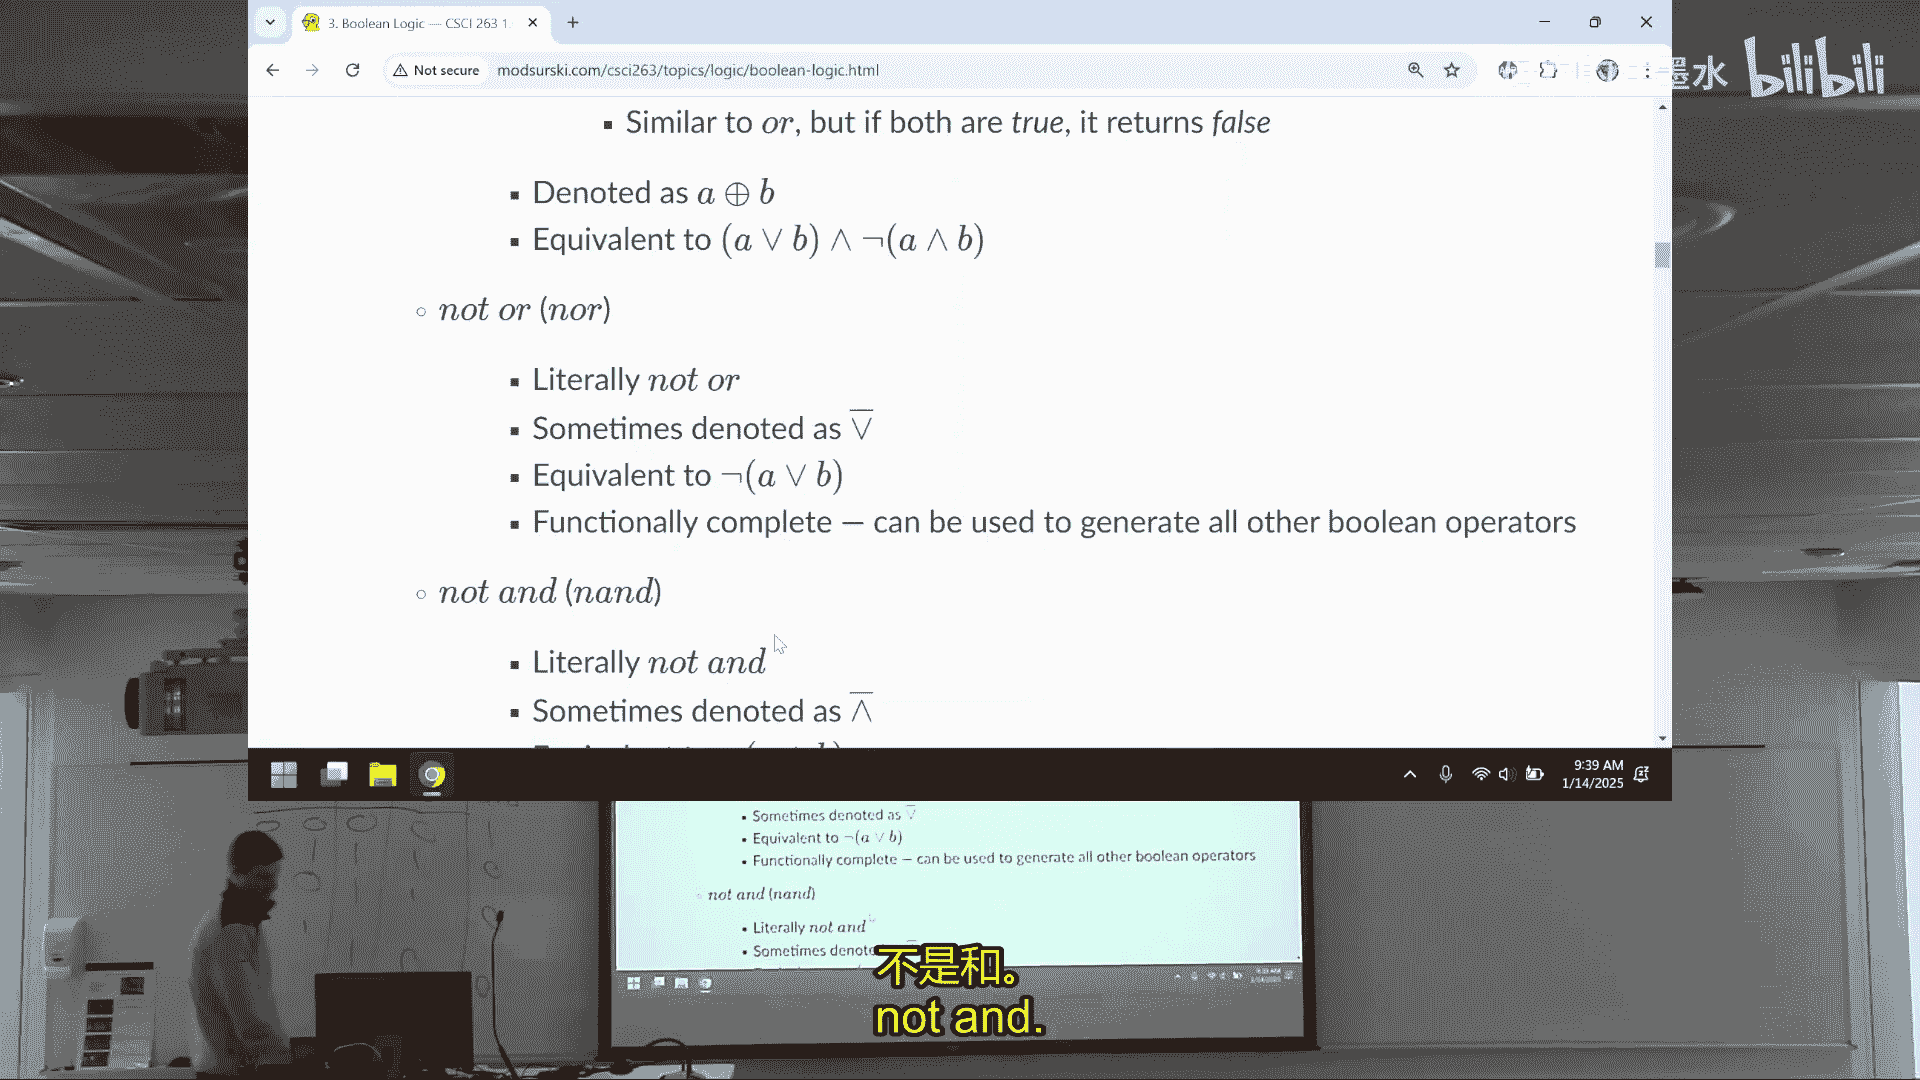 3. Boolean Logic — CSCI 263 1
Not secure
modsurski.com/csci263/topics/logic/boolean-logic.html
墨水 bilibili
Similar to or, but if both are true, it returns false
Denoted as a ⊕ b
Equivalent to (a ∨ b) ∧ ¬(a ∧ b)
not or (nor)
Literally not or
Sometimes denoted as ⊽
Equivalent to ¬(a ∨ b)
Functionally complete — can be used to generate all other boolean operators
not and (nand)
Literally not and
Sometimes denoted as ⊼
9:39 AM
1/14/2025
Sometimes denoted as ⊽
Equivalent to ¬(a ∨ b)
Functionally complete — can be used to generate all other boolean operators
not and (nand)
Literally not and
Sometimes denote
不是和。
not and.